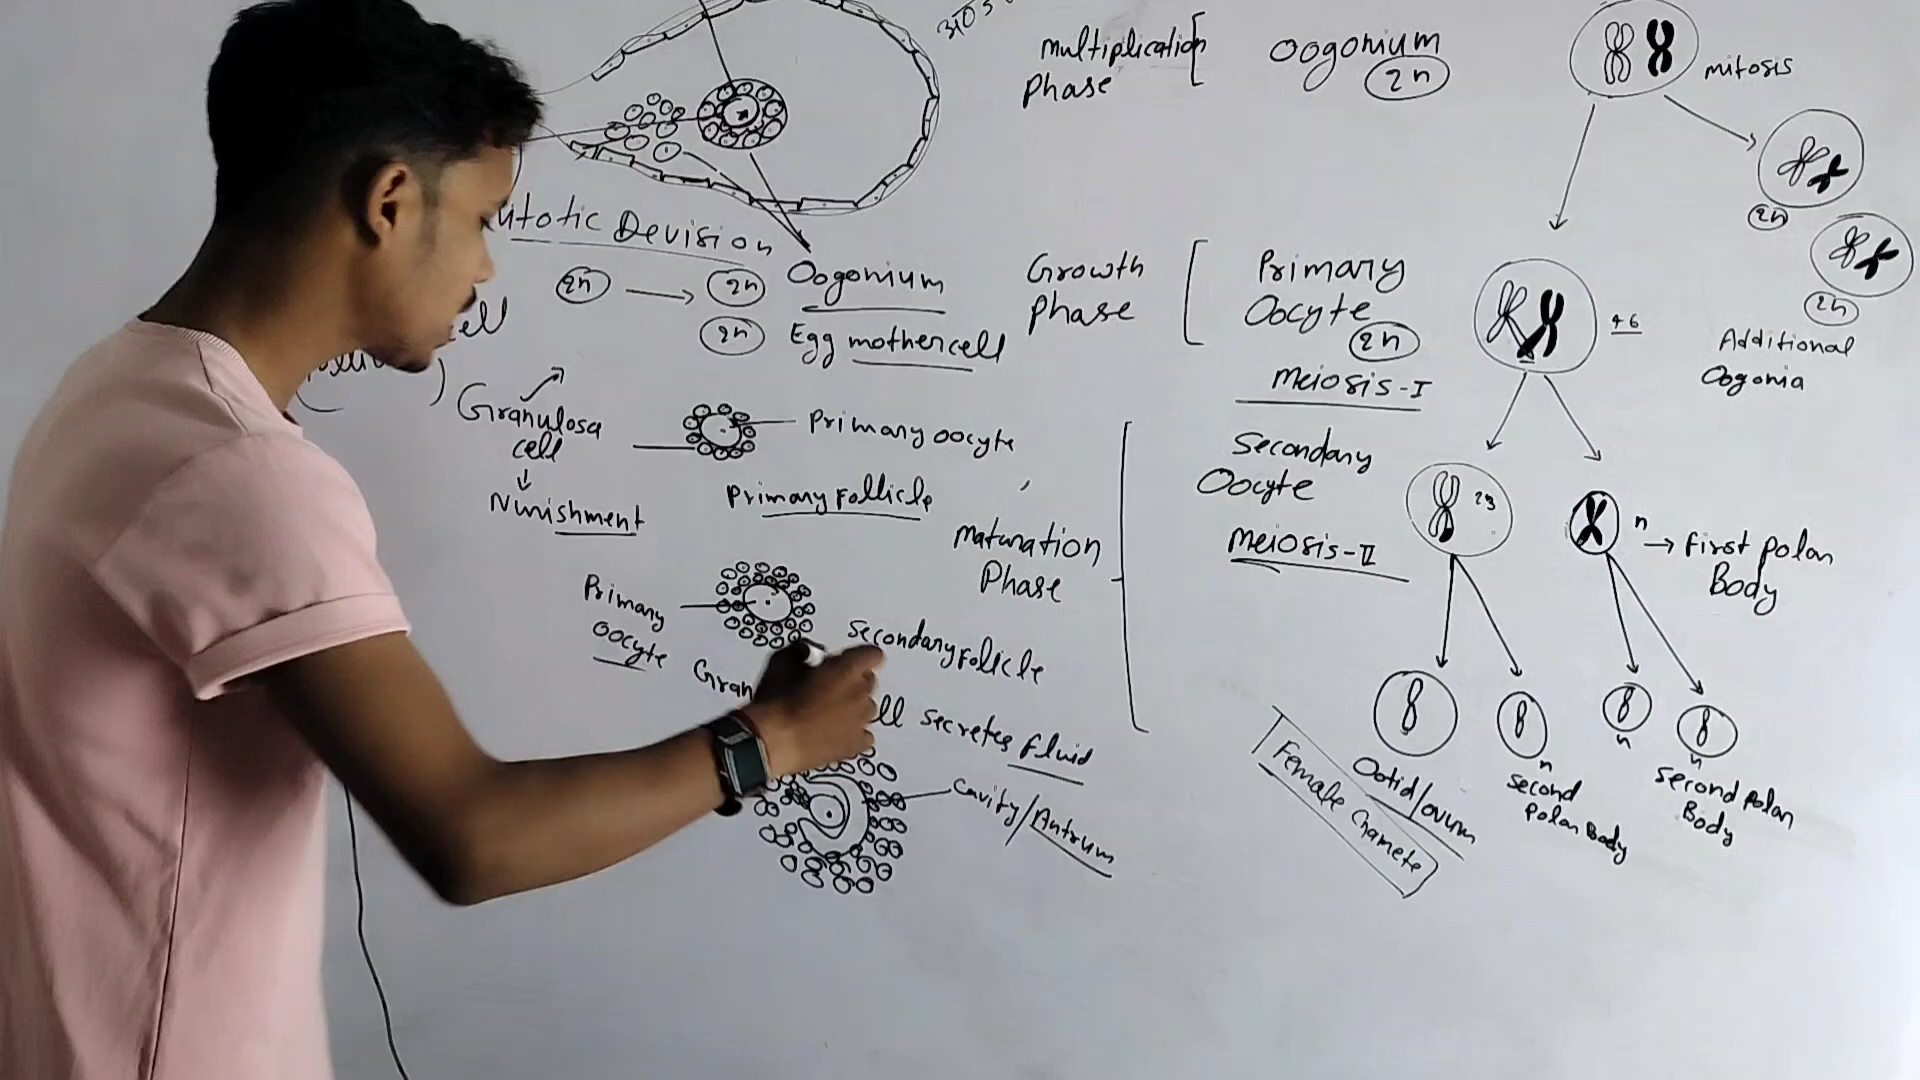 Multiplication
Phase
Oogonium
2n
mitosis
2n
2n
Additional
Oogonia
Devision
2n
2n
2n
Oogonium
Egg mothercell
Growth
Phase
Primary
Oocyte
2n
46
Meiosis-I
Granulosa
cell
Primary oocyte
Primary Follicle
Maturation
Phase
Secondary
Oocyte
23
Meiosis-II
n
First polar
Body
Primary
oocyte
Secondary Follicle
secretes fluid
Cavity/Antrum
Ootid/ovum
Female Gamete
n
second
polar Body
n
n
second polar
Body